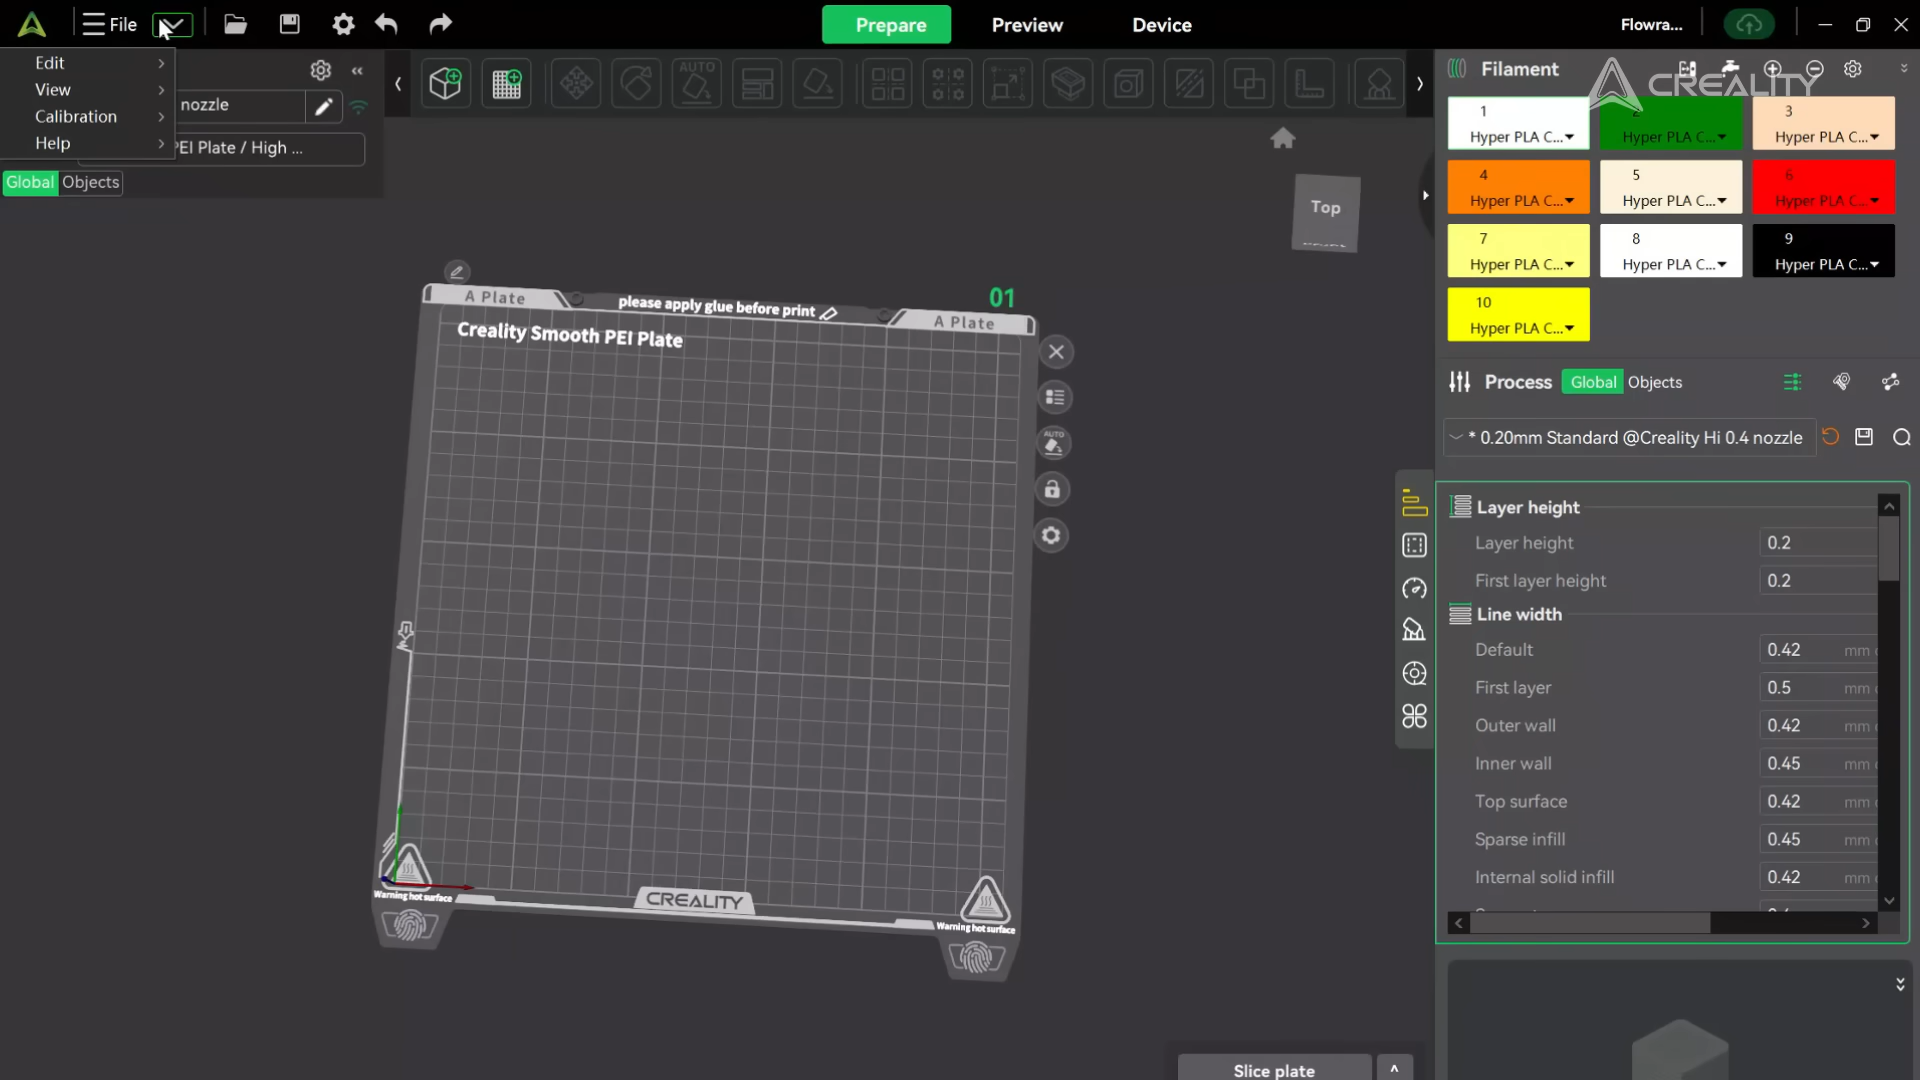 File
Prepare
Preview
Device
Flowra...
Edit
View
Calibration
Help
nozzle
PEI Plate / High ...
Global
Objects
AUTO
Top
Filament
CREALITY
1
Hyper PLA C...
2
Hyper PLA C...
3
Hyper PLA C...
4
Hyper PLA C...
5
Hyper PLA C...
6
Hyper PLA C...
7
Hyper PLA C...
8
Hyper PLA C...
9
Hyper PLA C...
10
Hyper PLA C...
A Plate
please apply glue before print
01
A Plate
Creality Smooth PEI Plate
AUTO
Warning hot surface
CREALITY
Warning hot surface
Process
Global
Objects
* 0.20mm Standard @Creality Hi 0.4 nozzle
Layer height
Layer height 0.2
First layer height 0.2
Line width
Default 0.42 mm
First layer 0.5 mm
Outer wall 0.42 mm
Inner wall 0.45 mm
Top surface 0.42 mm
Sparse infill 0.45 mm
Internal solid infill 0.42 mm
Slice plate